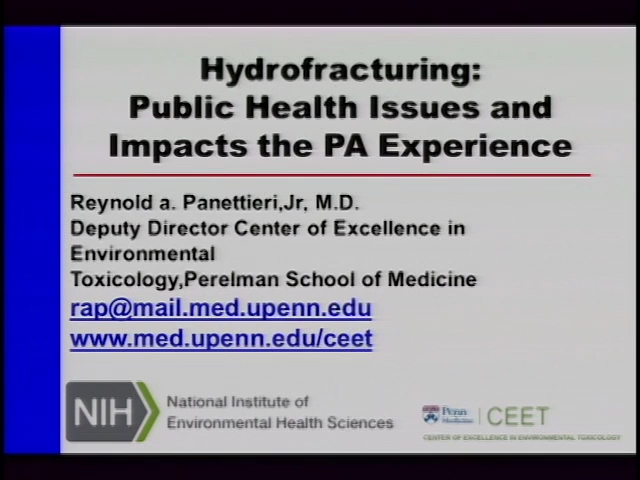 Hydrofracturing:
Public Health Issues and
Impacts the PA Experience
Reynold a. Panettieri,Jr, M.D.
Deputy Director Center of Excellence in
Environmental
Toxicology,Perelman School of Medicine
rap@mail.med.upenn.edu
www.med.upenn.edu/ceet
NIH National Institute of
Environmental Health Sciences
Penn Medicine CEET
CENTER OF EXCELLENCE IN ENVIRONMENTAL TOXICOLOGY